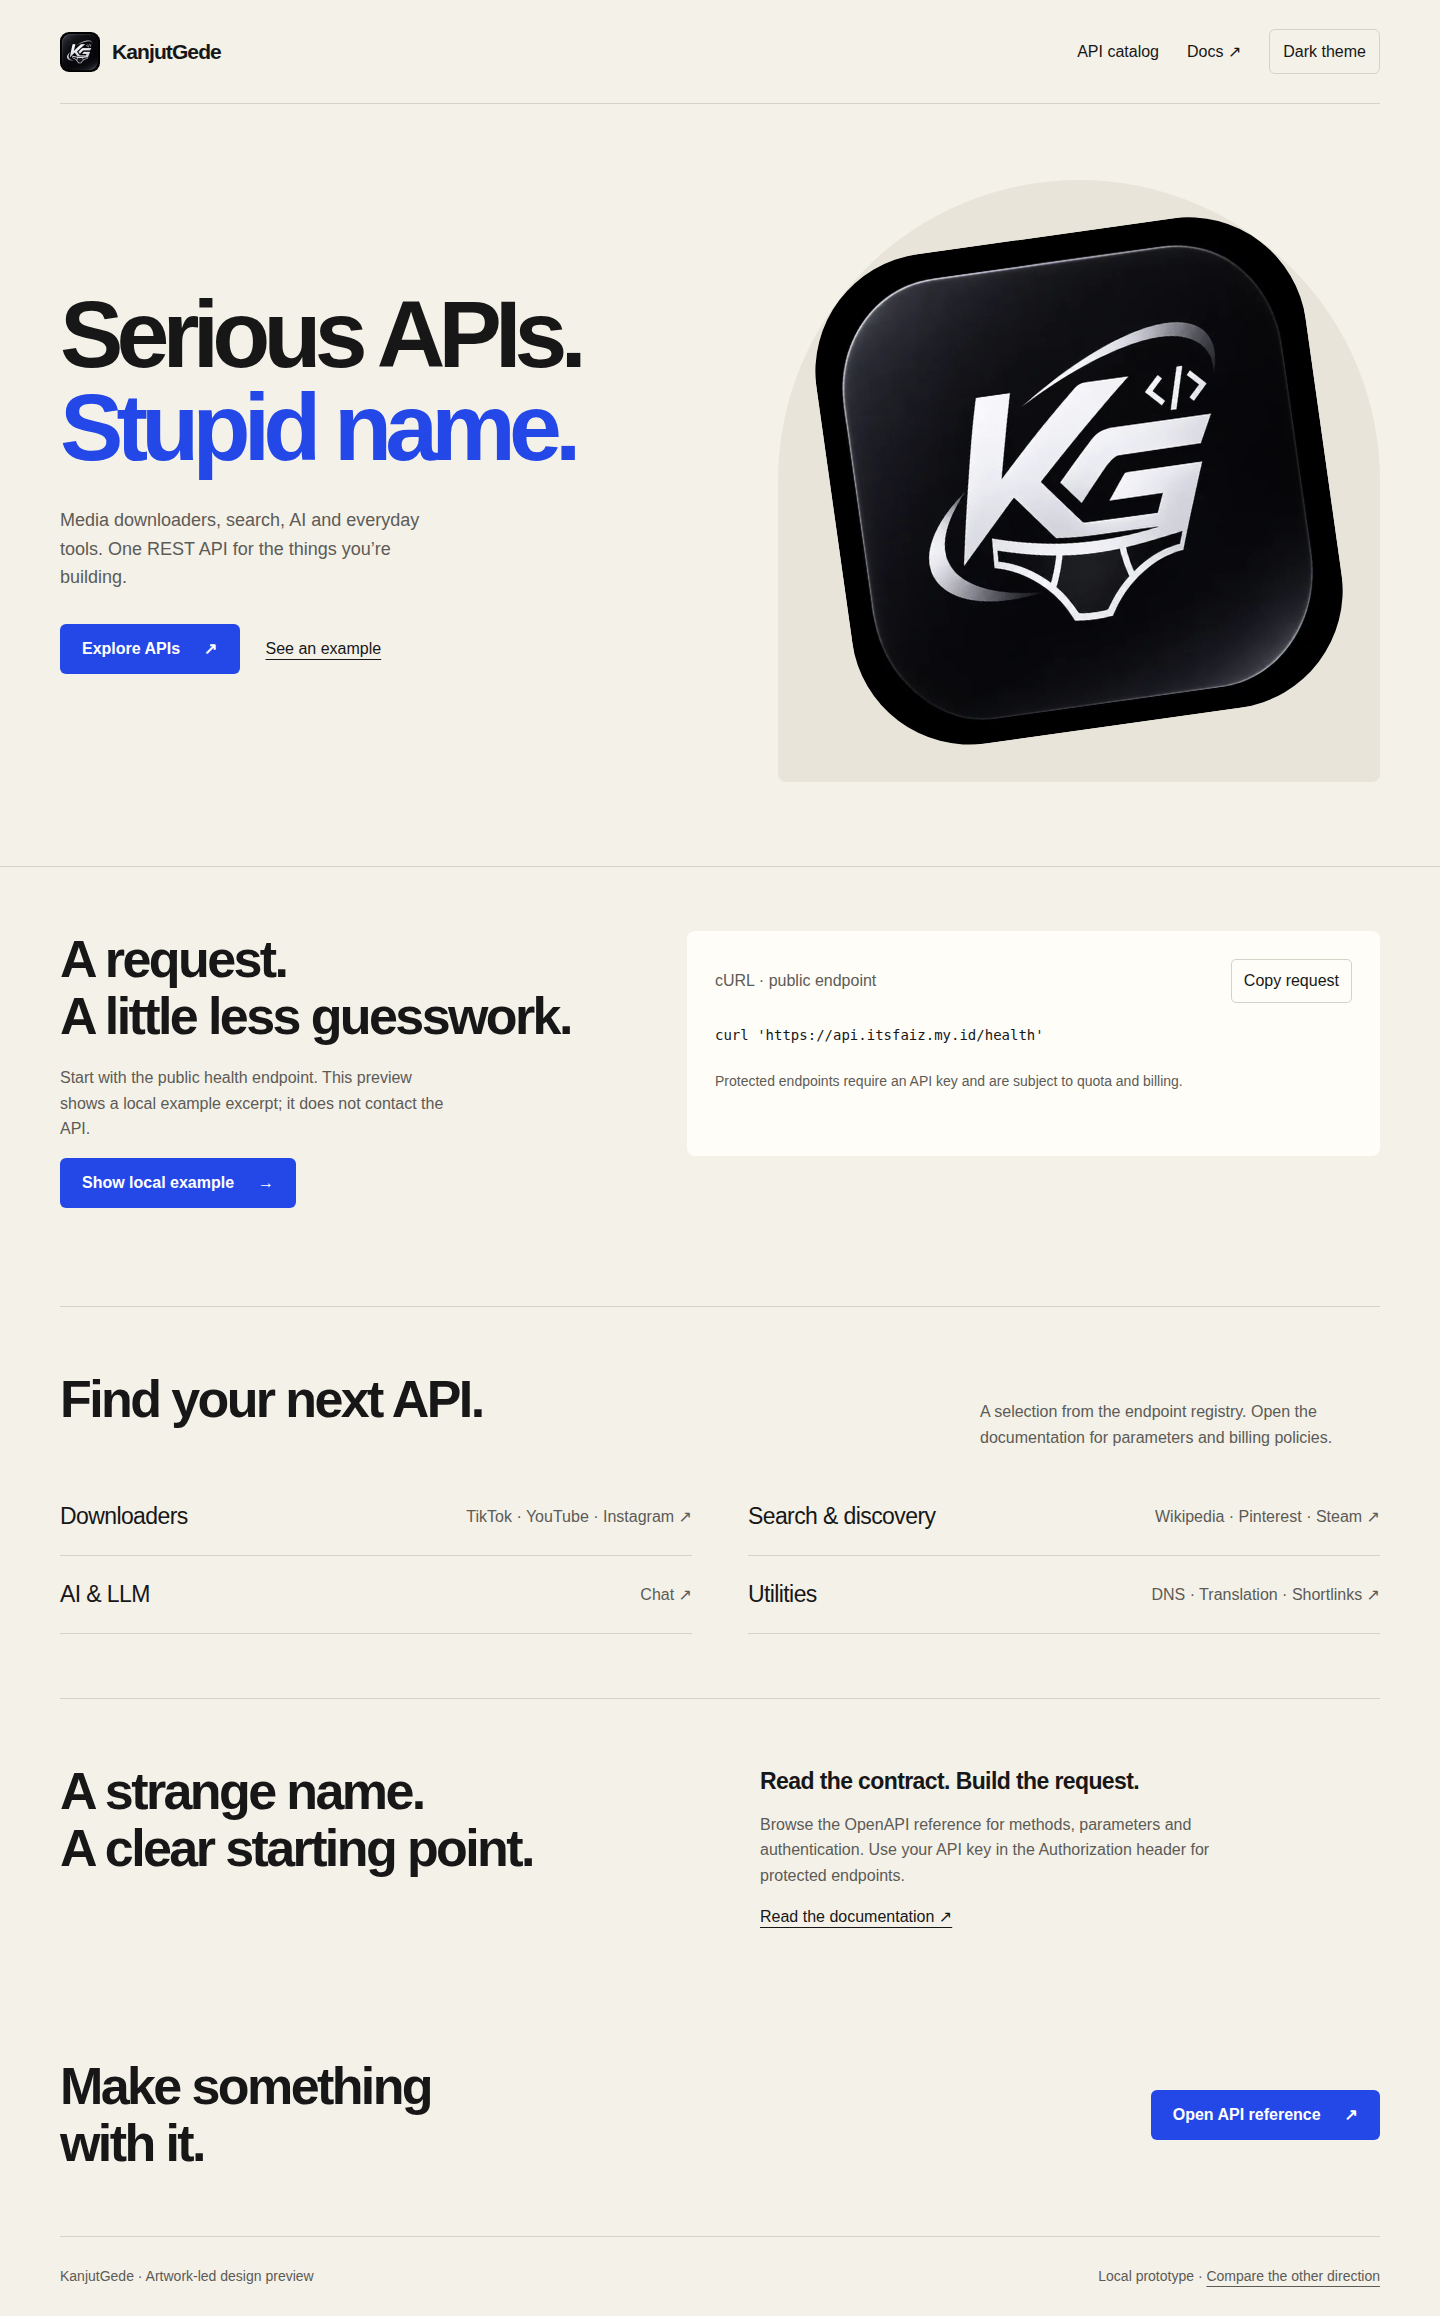 KanjutGede
API catalog
Docs ↗
Dark theme
Serious APIs.
Stupid name.
Media downloaders, search, AI and everyday
tools. One REST API for the things you’re
building.
Explore APIs ↗
See an example
KG
</>
A request.
A little less guesswork.
Start with the public health endpoint. This preview
shows a local example excerpt; it does not contact the
API.
Show local example →
cURL · public endpoint
Copy request
curl 'https://api.itsfaiz.my.id/health'
Protected endpoints require an API key and are subject to quota and billing.
Find your next API.
A selection from the endpoint registry. Open the
documentation for parameters and billing policies.
Downloaders
TikTok · YouTube · Instagram ↗
Search & discovery
Wikipedia · Pinterest · Steam ↗
AI & LLM
Chat ↗
Utilities
DNS · Translation · Shortlinks ↗
A strange name.
A clear starting point.
Read the contract. Build the request.
Browse the OpenAPI reference for methods, parameters and
authentication. Use your API key in the Authorization header for
protected endpoints.
Read the documentation ↗
Make something
with it.
Open API reference ↗
KanjutGede · Artwork-led design preview
Local prototype · Compare the other direction